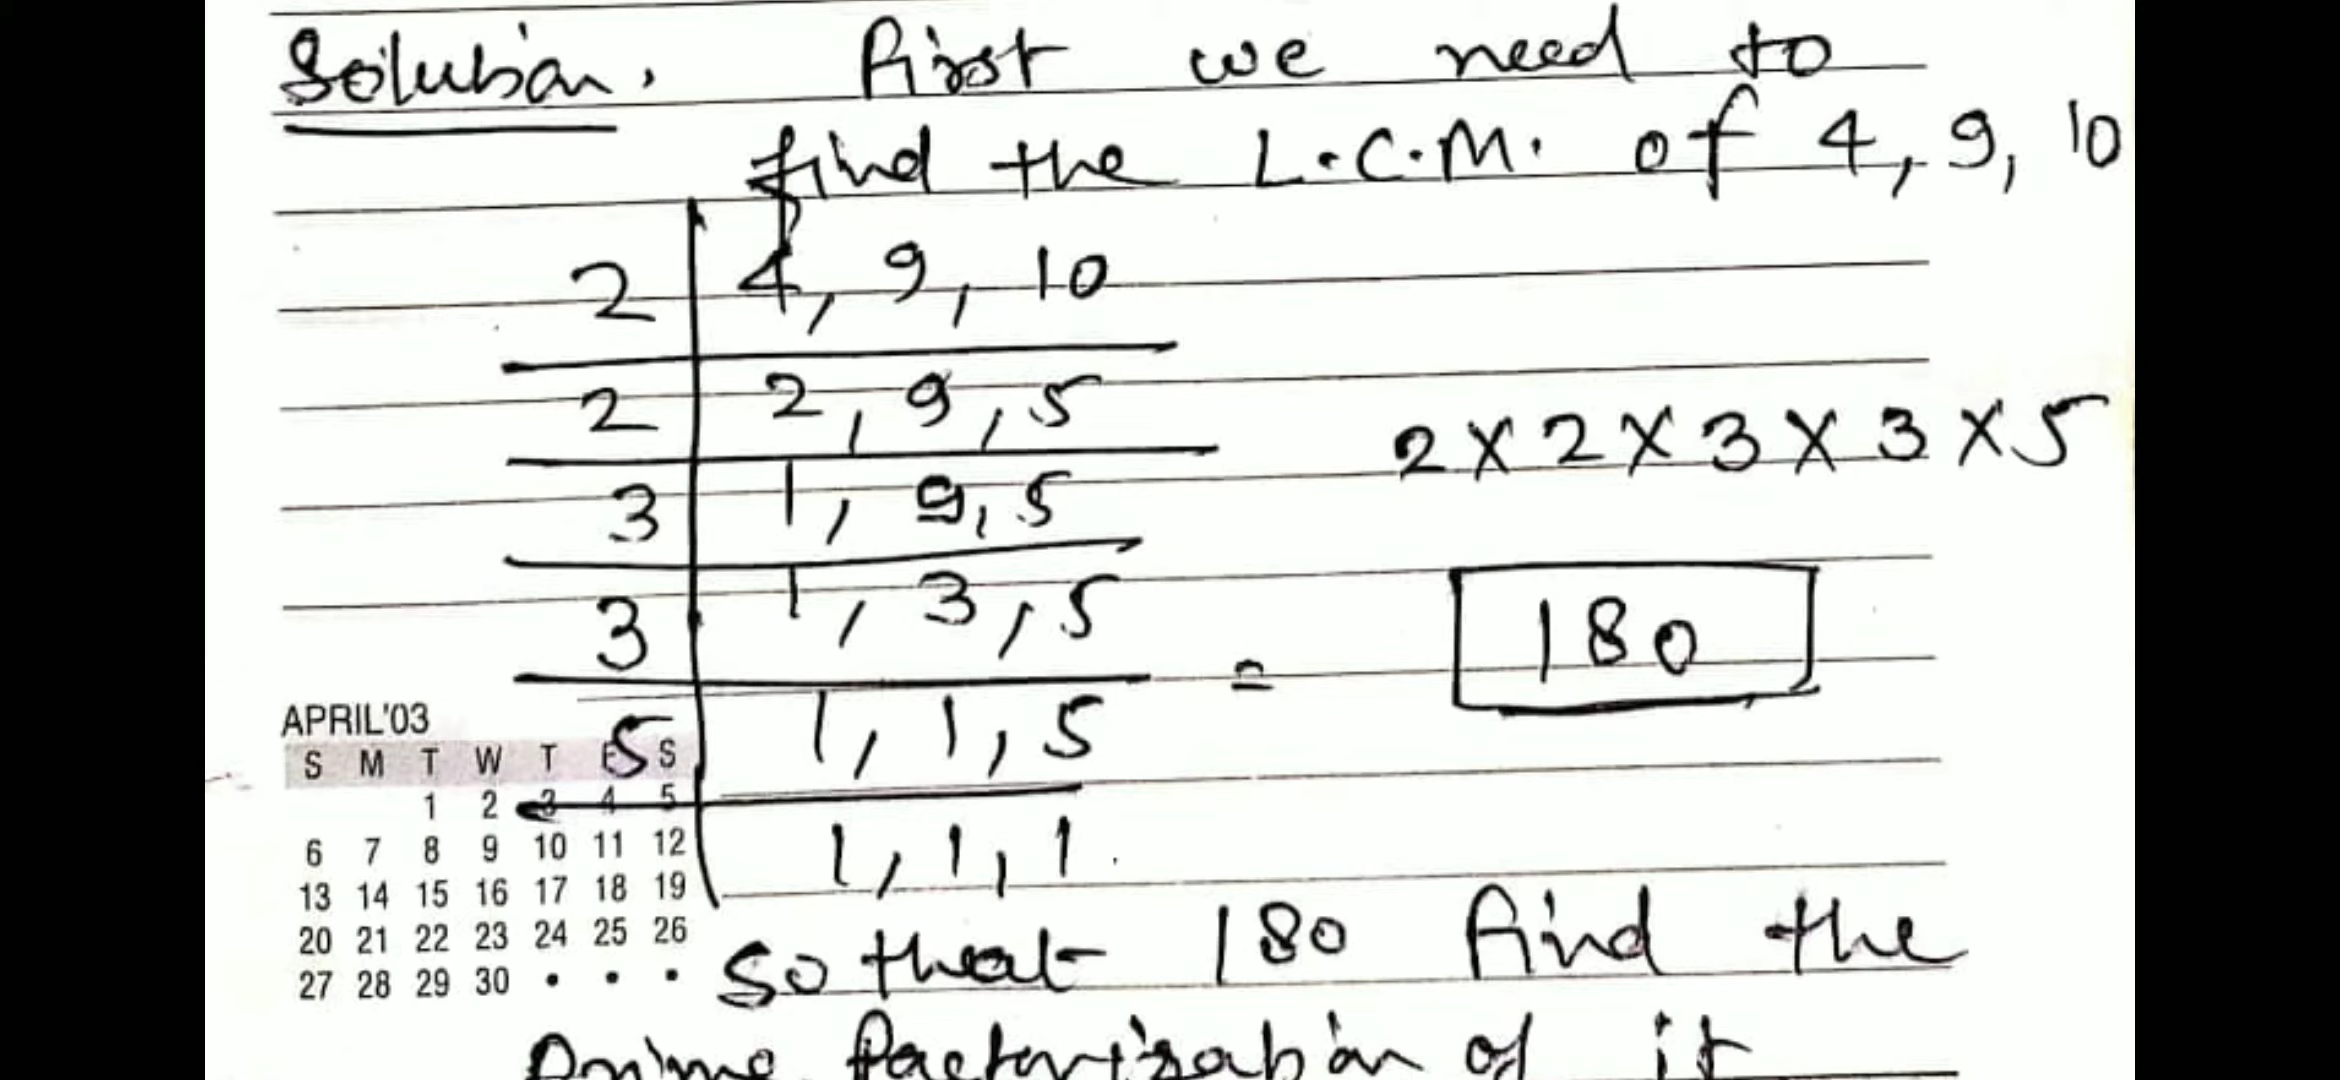 Solution. First we need to
find the L.C.M. of 4, 9, 10
2 4, 9, 10
2 2, 9, 5
3 1, 9, 5
3 1, 3, 5
5 1, 1, 5
1, 1, 1.
2 × 2 × 3 × 3 × 5
= 180
APRIL'03
S M T W T F S
1 2 3 4 5
6 7 8 9 10 11 12
13 14 15 16 17 18 19
20 21 22 23 24 25 26
27 28 29 30 • • •
So that 180 find the
Prime factorization of it